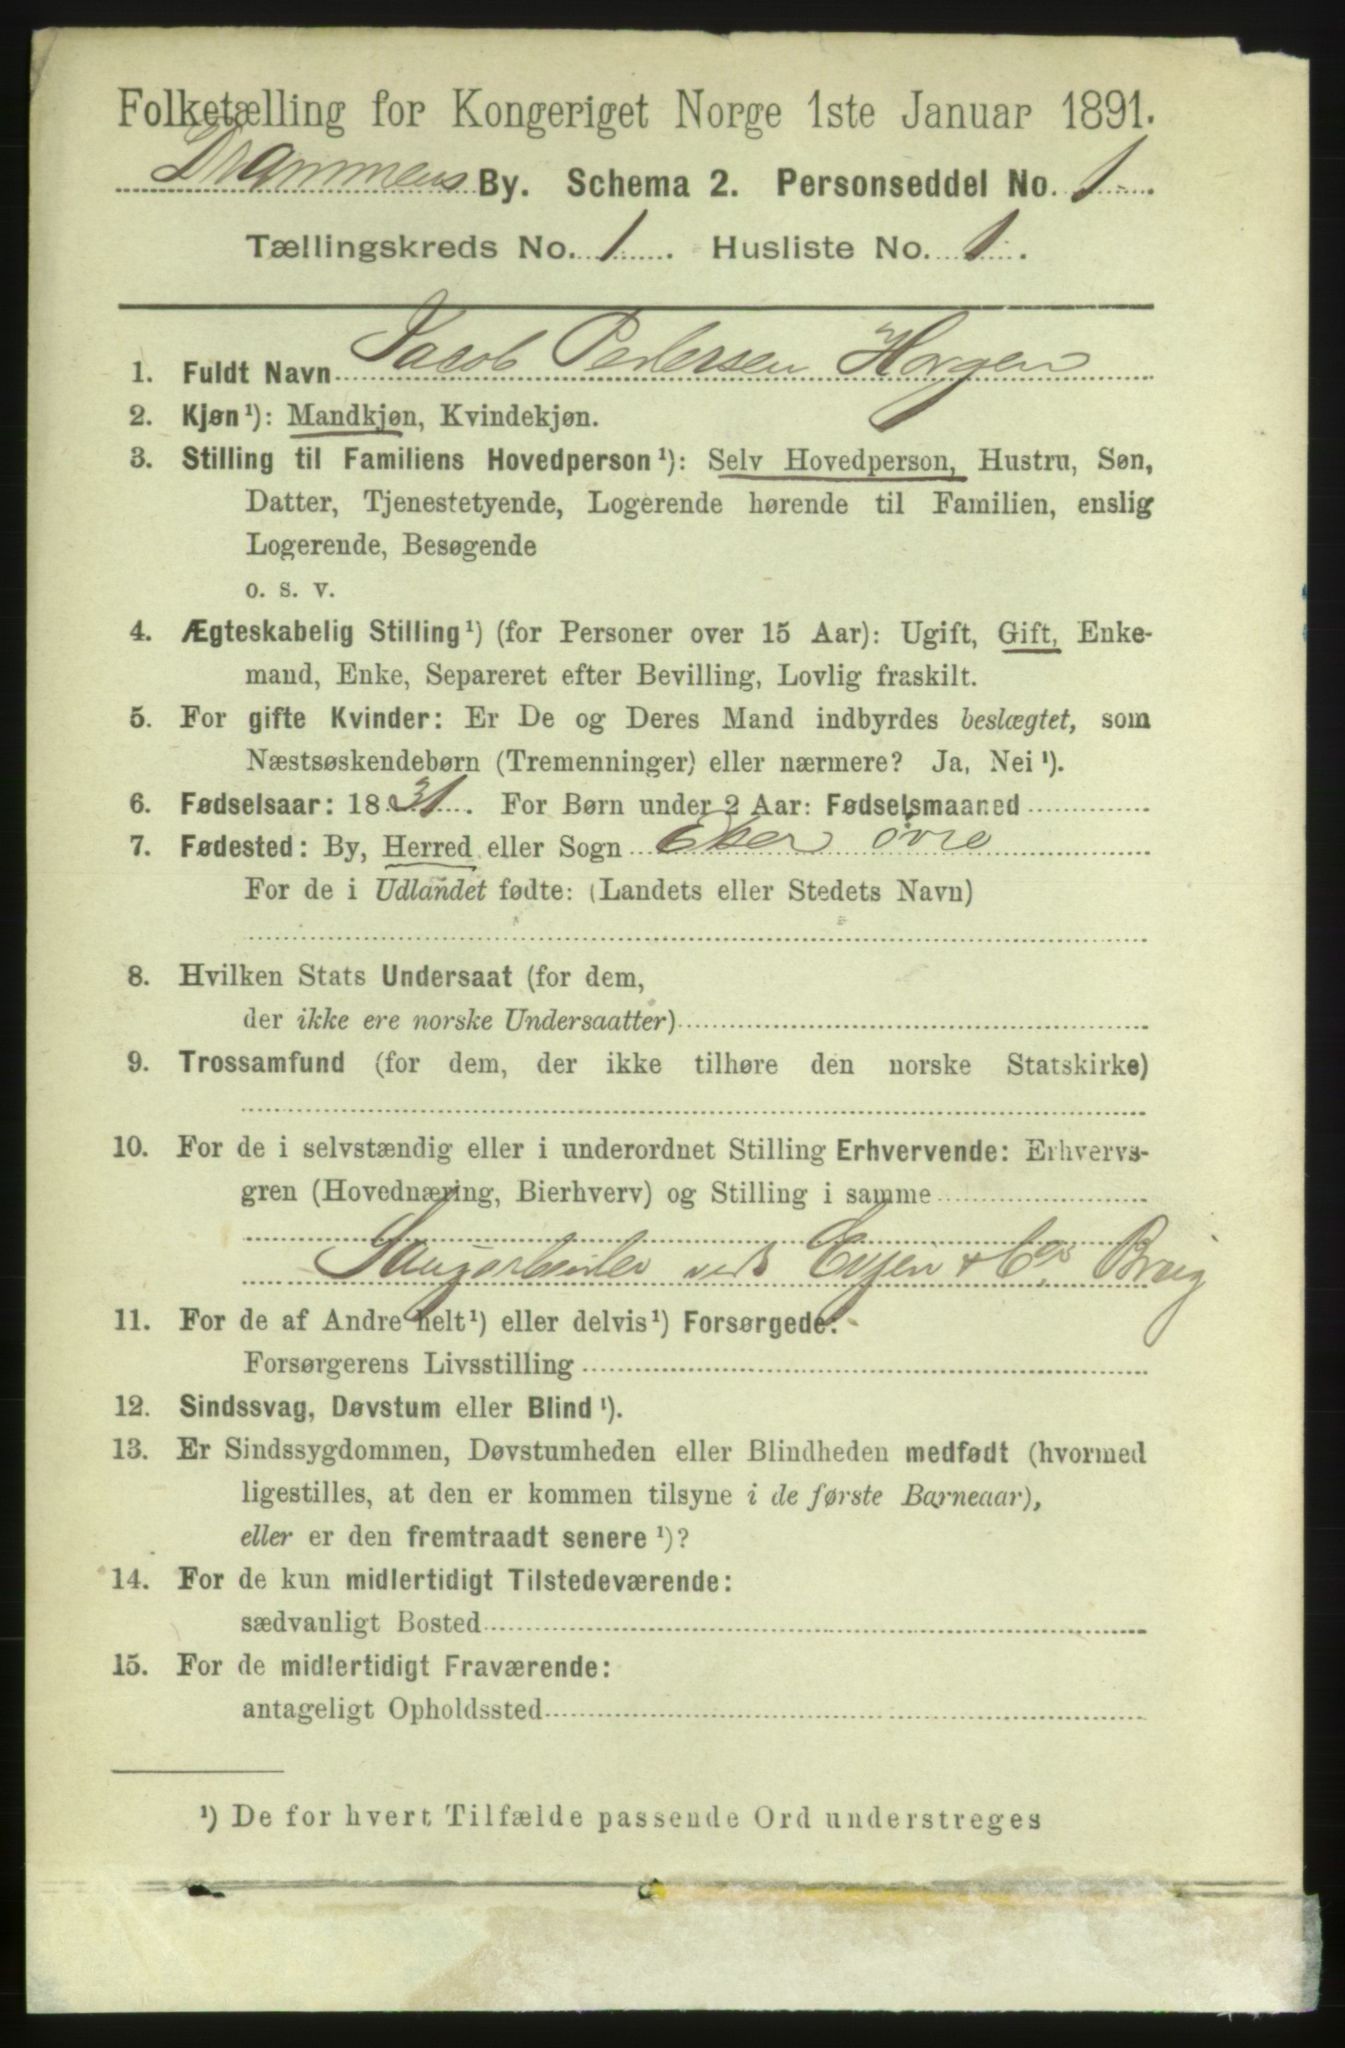 Folketælling for Kongeriget Norge 1ste Januar 1891.
Drammens By. Schema 2. Personseddel No. 1.
Tællingskreds No. 1. Husliste No. 1.
1. Fuldt Navn Jacob Pedersen Horgen
2. Kjøn¹): Mandkjøn, Kvindekjøn.
3. Stilling til Familiens Hovedperson¹): Selv Hovedperson, Hustru, Søn,
Datter, Tjenestetyende, Logerende hørende til Familien, enslig
Logerende, Besøgende
o. s. v.
4. Ægteskabelig Stilling¹) (for Personer over 15 Aar): Ugift, Gift, Enke-
mand, Enke, Separeret efter Bevilling, Lovlig fraskilt.
5. For gifte Kvinder: Er De og Deres Mand indbyrdes beslægtet, som
Næstsøskendebørn (Tremenninger) eller nærmere? Ja, Nei¹).
6. Fødselsaar: 1831. For Børn under 2 Aar: Fødselsmaaned
7. Fødested: By, Herred eller Sogn Eker øvre
For de i Udlandet fødte: (Landets eller Stedets Navn)
8. Hvilken Stats Undersaat (for dem,
der ikke ere norske Undersaatter)
9. Trossamfund (for dem, der ikke tilhøre den norske Statskirke)
10. For de i selvstændig eller i underordnet Stilling Erhvervende: Erhvervs-
gren (Hovednæring, Bierhverv) og Stilling i samme
Saugarbeider ved & Co's Brug
11. For de af Andre helt¹) eller delvis¹) Forsørgede:
Forsørgerens Livsstilling
12. Sindssvag, Døvstum eller Blind¹).
13. Er Sindssygdommen, Døvstumheden eller Blindheden medfødt (hvormed
ligestilles, at den er kommen tilsyne i de første Barneaar),
eller er den fremtraadt senere¹)?
14. For de kun midlertidigt Tilstedeværende:
sædvanligt Bosted
15. For de midlertidigt Fraværende:
antageligt Opholdssted
¹) De for hvert Tilfælde passende Ord understreges